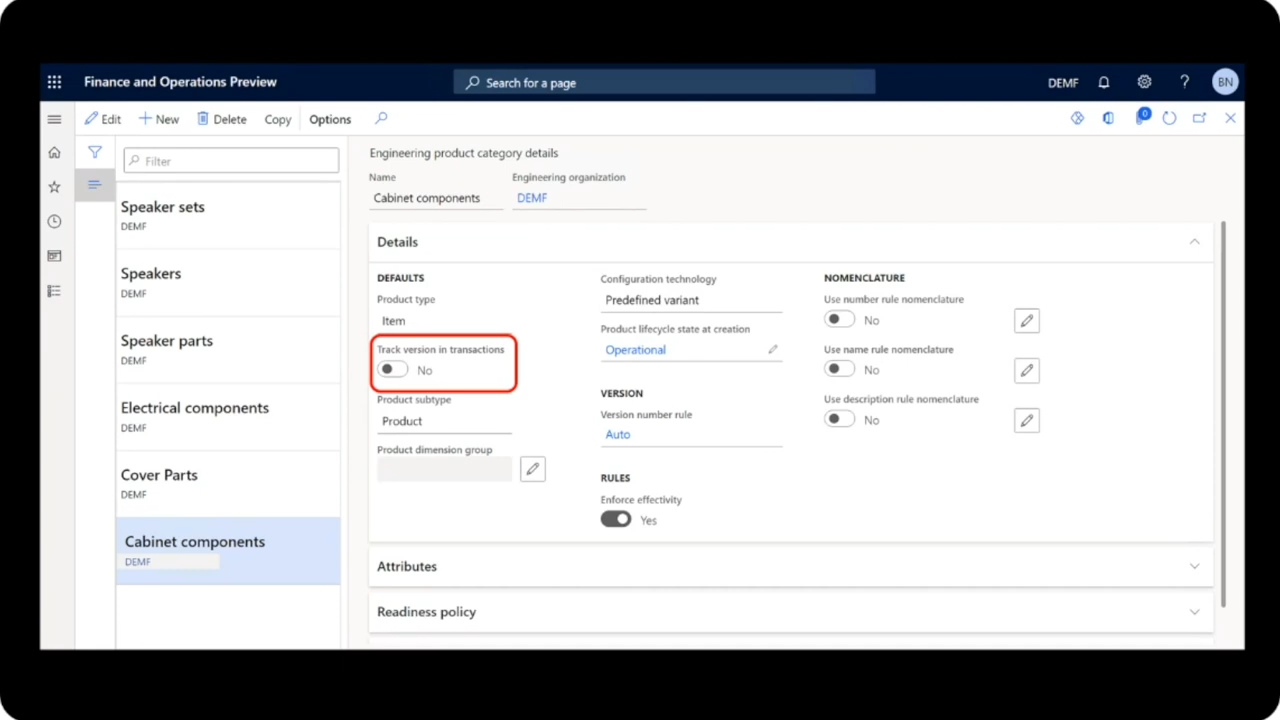 Finance and Operations Preview
Search for a page
DEMF
?
BN
Edit
New
Delete
Copy
Options
0
Filter
Speaker sets
DEMF
Speakers
DEMF
Speaker parts
DEMF
Electrical components
DEMF
Cover Parts
DEMF
Cabinet components
DEMF
Engineering product category details
Name
Cabinet components
Engineering organization
DEMF
Details
DEFAULTS
Product type
Item
Track version in transactions
No
Product subtype
Product
Product dimension group
Configuration technology
Predefined variant
Product lifecycle state at creation
Operational
VERSION
Version number rule
Auto
RULES
Enforce effectivity
Yes
NOMENCLATURE
Use number rule nomenclature
No
Use name rule nomenclature
No
Use description rule nomenclature
No
Attributes
Readiness policy